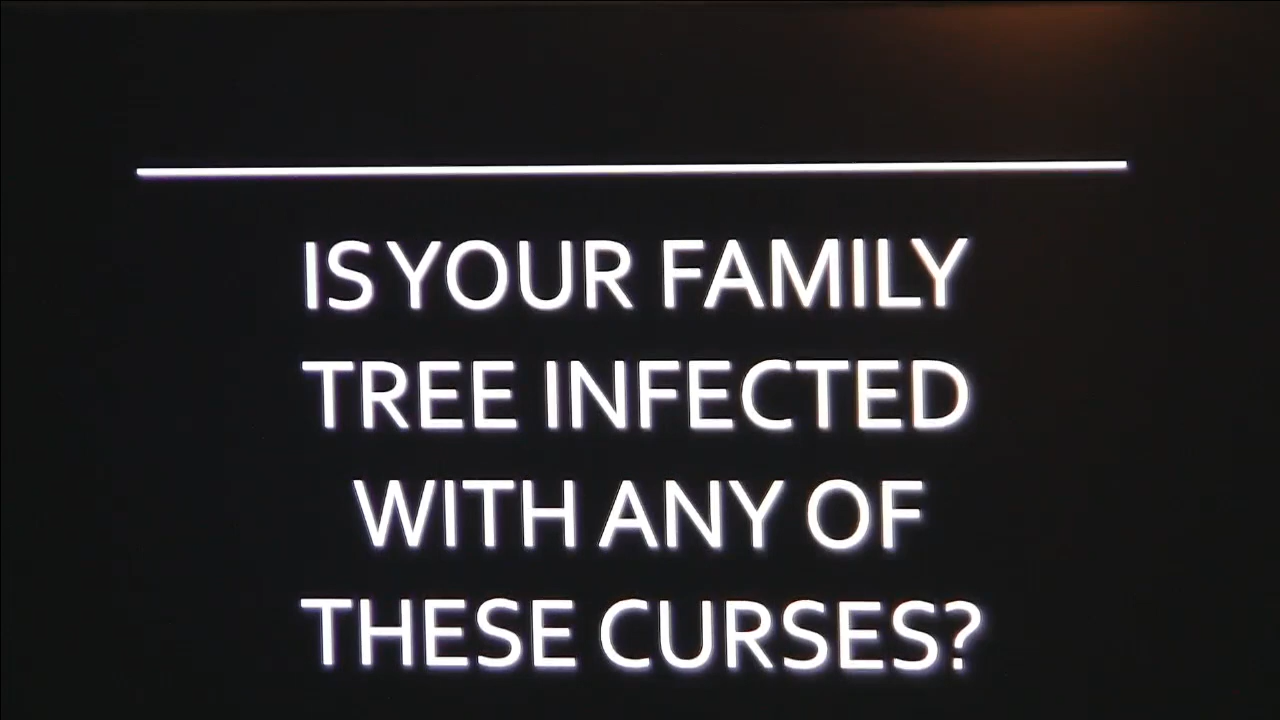 IS YOUR FAMILY
TREE INFECTED
WITH ANY OF
THESE CURSES?